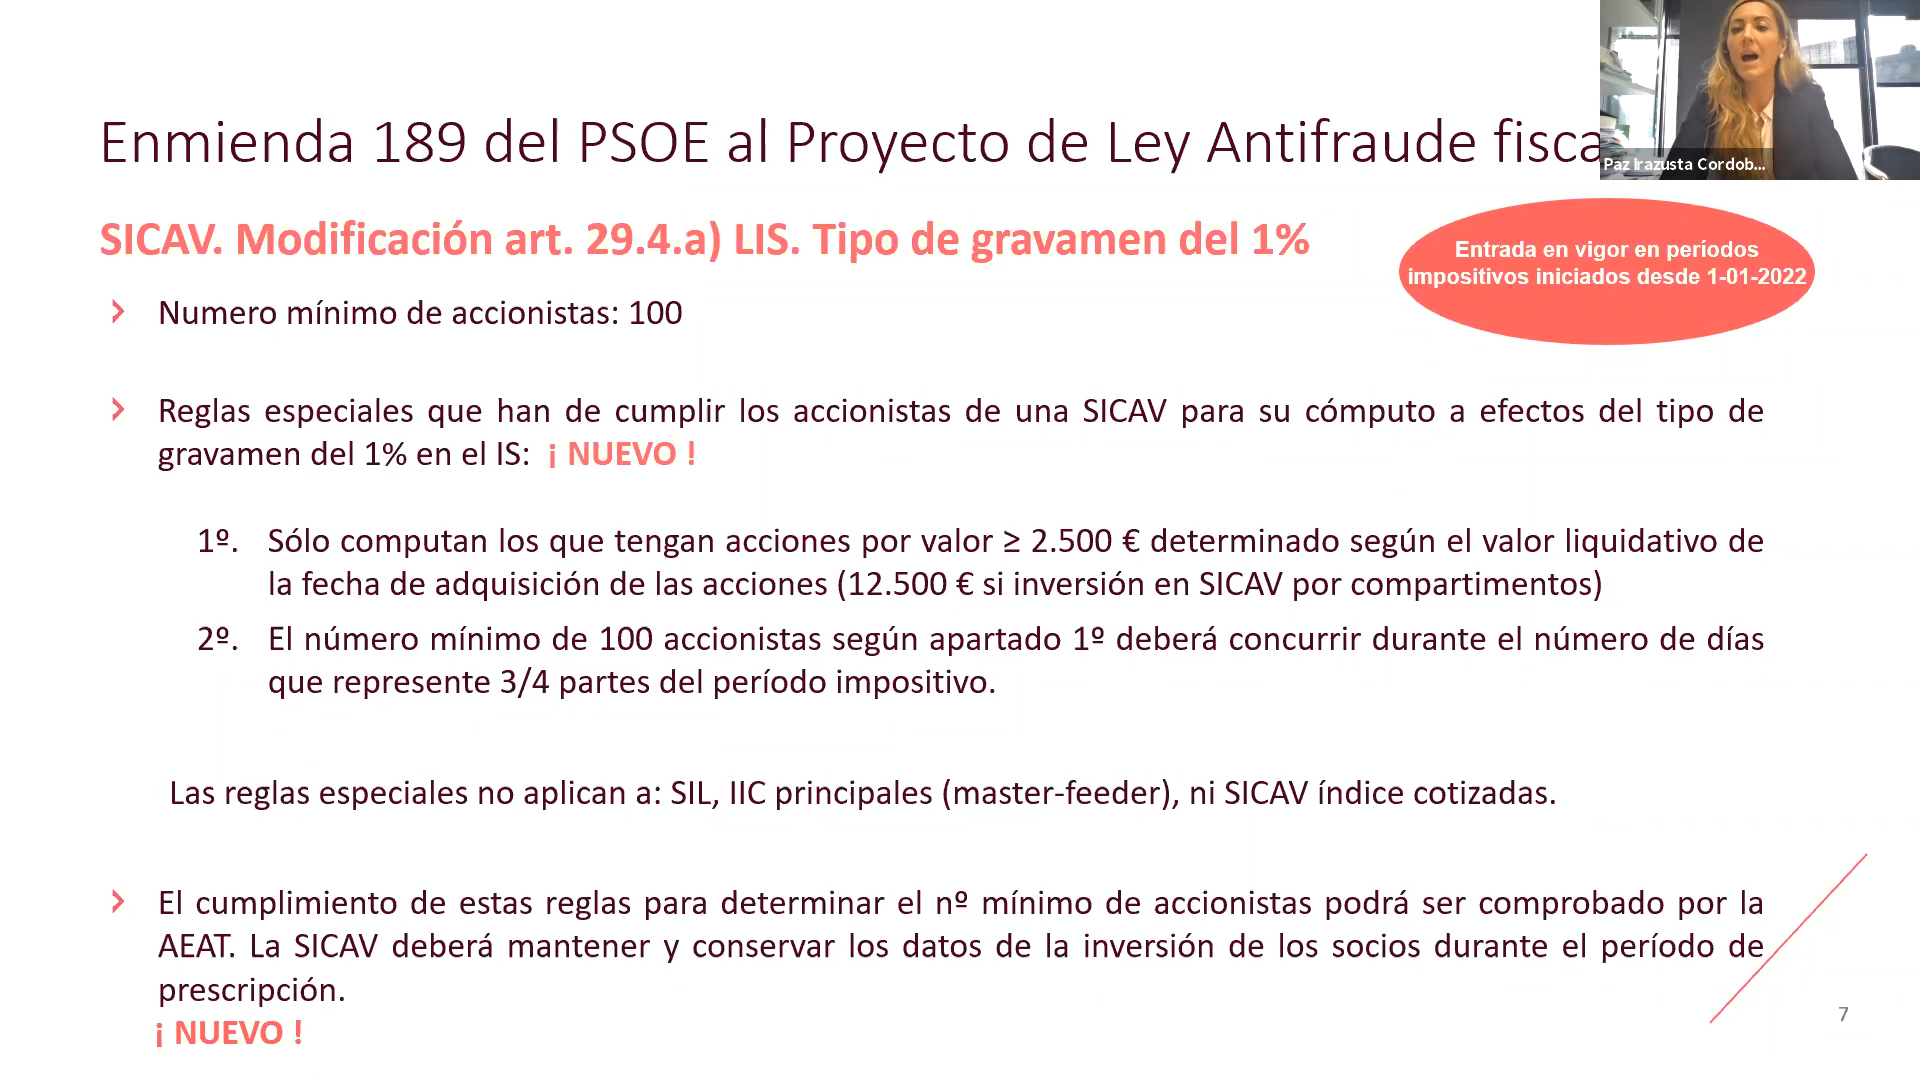 Enmienda 189 del PSOE al Proyecto de Ley Antifraude fisca
Paz Irazusta Cordob...
SICAV. Modificación art. 29.4.a) LIS. Tipo de gravamen del 1%
Entrada en vigor en períodos
impositivos iniciados desde 1-01-2022
Numero mínimo de accionistas: 100
Reglas especiales que han de cumplir los accionistas de una SICAV para su cómputo a efectos del tipo de
gravamen del 1% en el IS: ¡ NUEVO !
1º. Sólo computan los que tengan acciones por valor ≥ 2.500 € determinado según el valor liquidativo de
la fecha de adquisición de las acciones (12.500 € si inversión en SICAV por compartimentos)
2º. El número mínimo de 100 accionistas según apartado 1º deberá concurrir durante el número de días
que represente 3/4 partes del período impositivo.
Las reglas especiales no aplican a: SIL, IIC principales (master-feeder), ni SICAV índice cotizadas.
El cumplimiento de estas reglas para determinar el nº mínimo de accionistas podrá ser comprobado por la
AEAT. La SICAV deberá mantener y conservar los datos de la inversión de los socios durante el período de
prescripción.
¡ NUEVO !
7